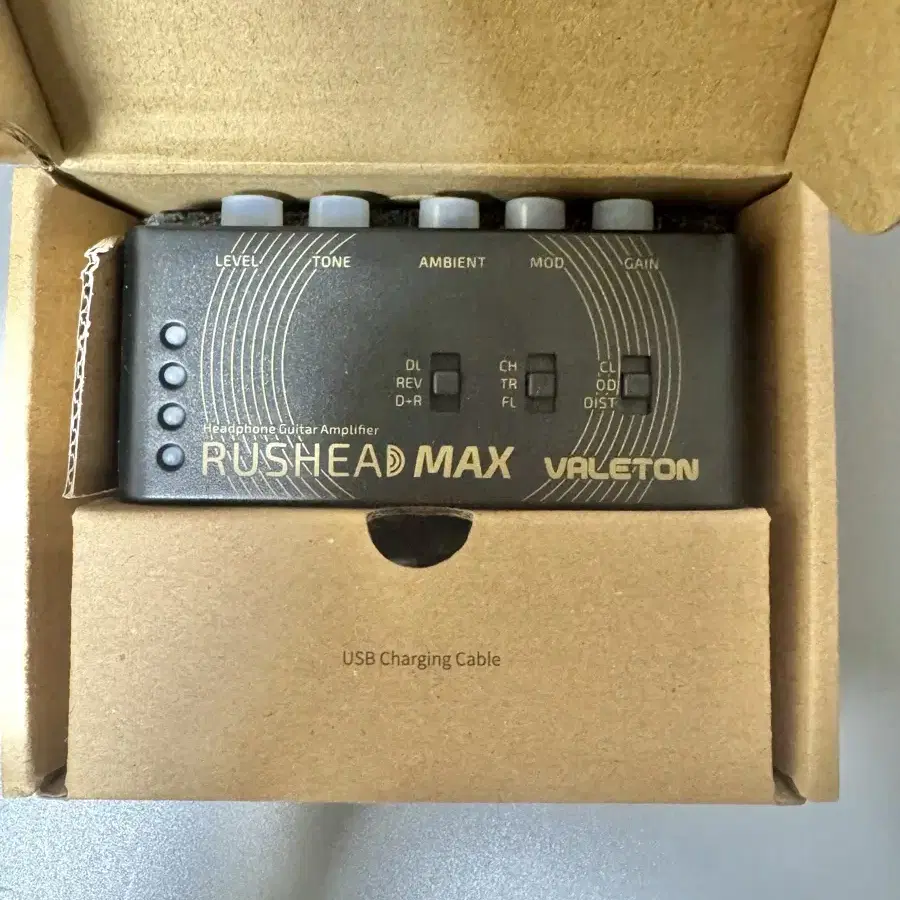 LEVEL TONE AMBIENT MOD GAIN
DL CH CL
REV TR OD
D+R FL DIST
Headphone Guitar Amplifier
RUSHEAD MAX VALETON
USB Charging Cable